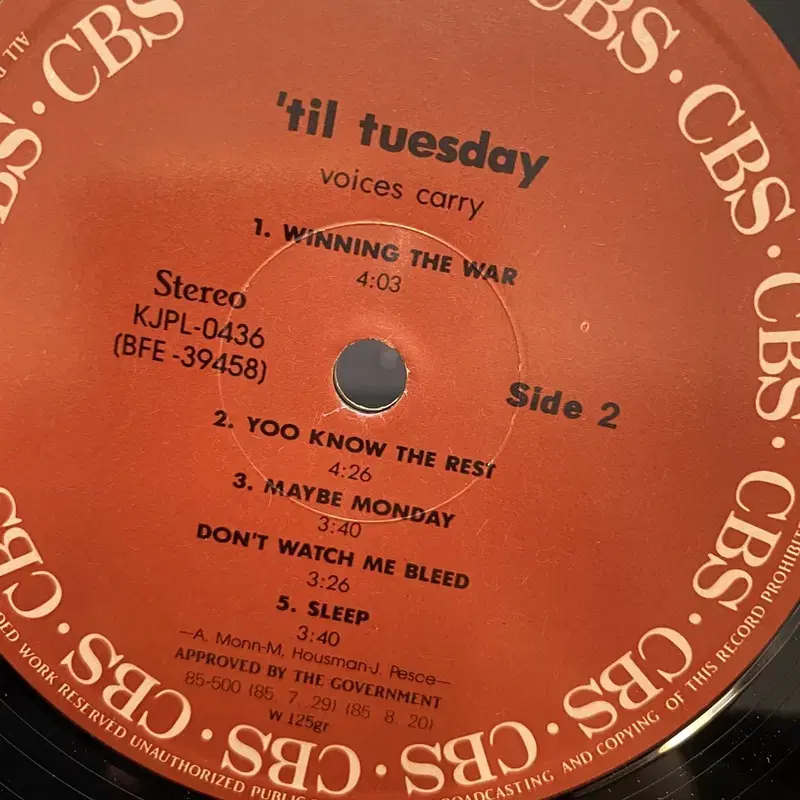 'til tuesday
voices carry
1. WINNING THE WAR
4:03
Stereo
KJPL-0436
(BFE-39458)
Side 2
2. YOO KNOW THE REST
4:26
3. MAYBE MONDAY
3:40
DON'T WATCH ME BLEED
3:26
5. SLEEP
3:40
—A. Monn-M, Housman-J. Pesce—
APPROVED BY THE GOVERNMENT
85-500 (85. 7. 29) (85 8. 20)
W 125gr
CBS · CBS · CBS · CBS · CBS · CBS · CBS · CBS · CBS · CBS
ALL
WORK RESERVED UNAUTHORIZED
AND COPYING OF THIS RECORD